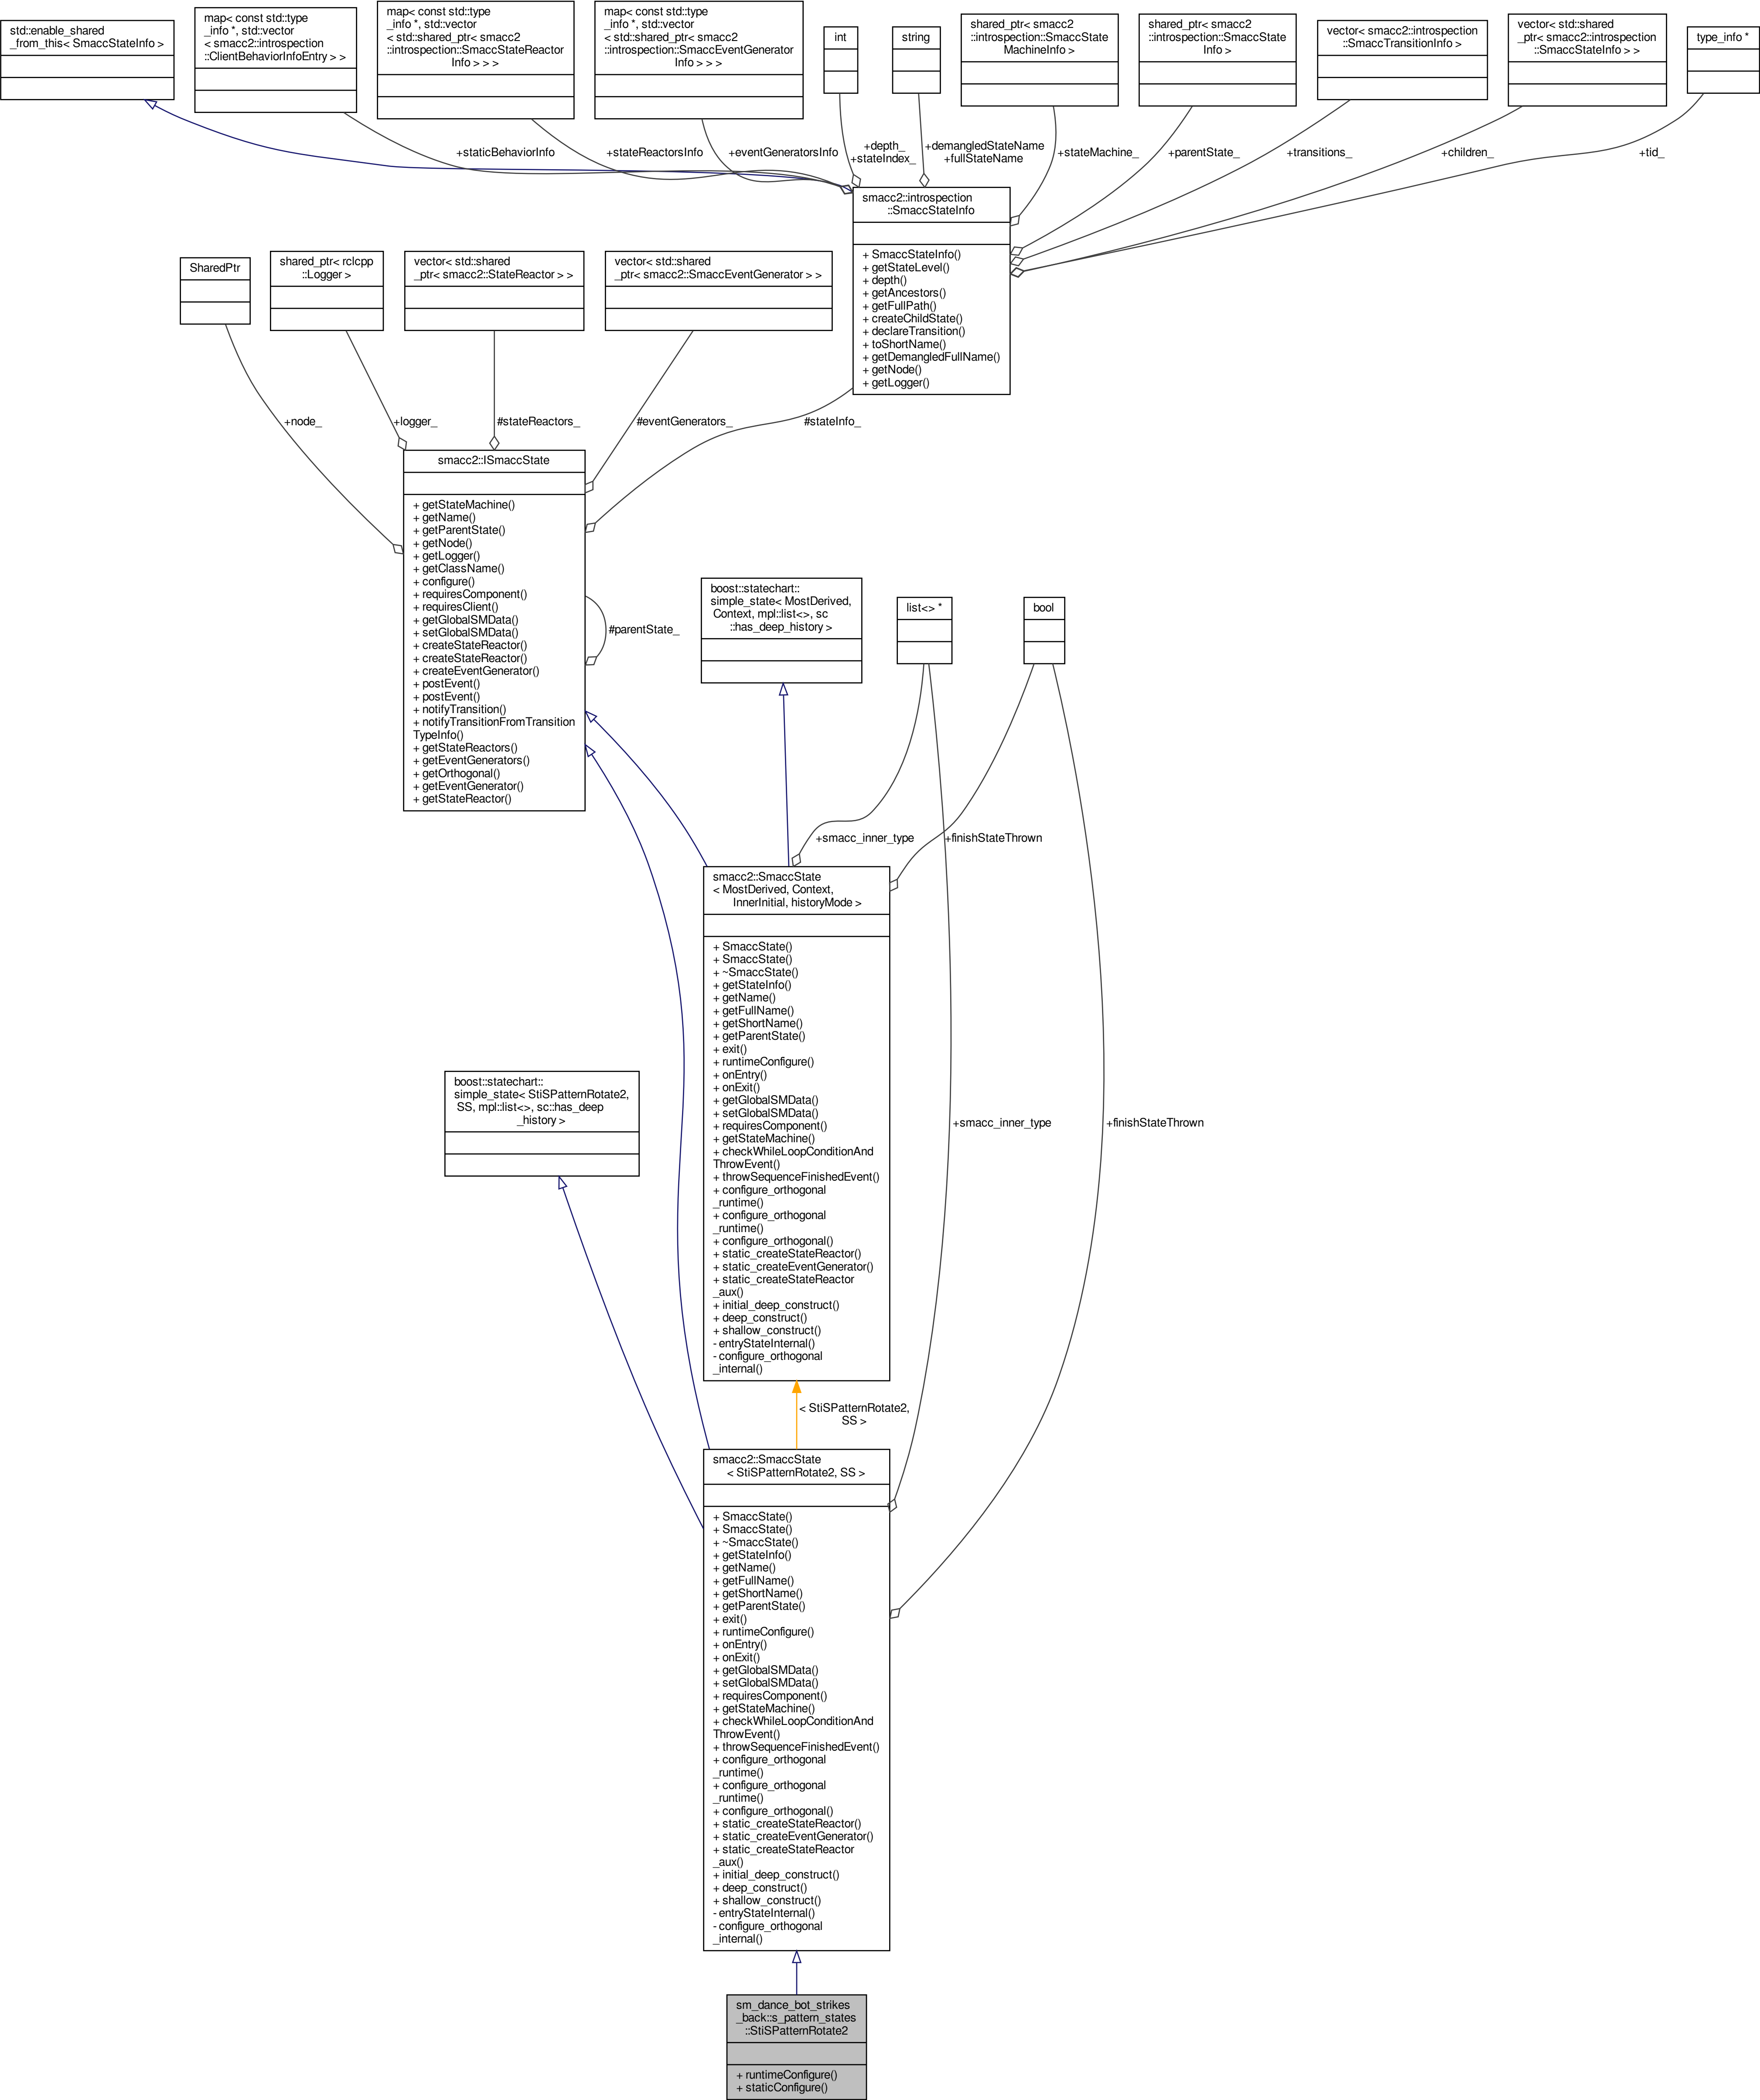 std::enable_shared
_from_this< SmaccStateInfo >
map< const std::type
_info *, std::vector
< smacc2::introspection
::ClientBehaviorInfoEntry > >
map< const std::type
_info *, std::vector
< std::shared_ptr< smacc2
::introspection::SmaccStateReactor
Info > > >
map< const std::type
_info *, std::vector
< std::shared_ptr< smacc2
::introspection::SmaccEventGenerator
Info > > >
int
string
shared_ptr< smacc2
::introspection::SmaccState
MachineInfo >
shared_ptr< smacc2
::introspection::SmaccState
Info >
vector< smacc2::introspection
::SmaccTransitionInfo >
vector< std::shared
_ptr< smacc2::introspection
::SmaccStateInfo > >
type_info *
+staticBehaviorInfo
+stateReactorsInfo
+eventGeneratorsInfo
+depth_
+stateIndex_
+demangledStateName
+fullStateName
+stateMachine_
+parentState_
+transitions_
+children_
+tid_
smacc2::introspection
::SmaccStateInfo
+ SmaccStateInfo()
+ getStateLevel()
+ depth()
+ getAncestors()
+ getFullPath()
+ createChildState()
+ declareTransition()
+ toShortName()
+ getDemangledFullName()
+ getNode()
+ getLogger()
SharedPtr
shared_ptr< rclcpp
::Logger >
vector< std::shared
_ptr< smacc2::StateReactor > >
vector< std::shared
_ptr< smacc2::SmaccEventGenerator > >
+node_
+logger_
#stateReactors_
#eventGenerators_
#stateInfo_
smacc2::ISmaccState
+ getStateMachine()
+ getName()
+ getParentState()
+ getNode()
+ getLogger()
+ getClassName()
+ configure()
+ requiresComponent()
+ requiresClient()
+ getGlobalSMData()
+ setGlobalSMData()
+ createStateReactor()
+ createStateReactor()
+ createEventGenerator()
+ postEvent()
+ postEvent()
+ notifyTransition()
+ notifyTransitionFromTransition
TypeInfo()
+ getStateReactors()
+ getEventGenerators()
+ getOrthogonal()
+ getEventGenerator()
+ getStateReactor()
#parentState_
boost::statechart::
simple_state< MostDerived,
Context, mpl::list<>, sc
::has_deep_history >
list<> *
bool
+smacc_inner_type
+finishStateThrown
smacc2::SmaccState
< MostDerived, Context,
InnerInitial, historyMode >
+ SmaccState()
+ SmaccState()
+ ~SmaccState()
+ getStateInfo()
+ getName()
+ getFullName()
+ getShortName()
+ getParentState()
+ exit()
+ runtimeConfigure()
+ onEntry()
+ onExit()
+ getGlobalSMData()
+ setGlobalSMData()
+ requiresComponent()
+ getStateMachine()
+ checkWhileLoopConditionAnd
ThrowEvent()
+ throwSequenceFinishedEvent()
+ configure_orthogonal
_runtime()
+ configure_orthogonal
_runtime()
+ configure_orthogonal()
+ static_createStateReactor()
+ static_createEventGenerator()
+ static_createStateReactor
_aux()
+ initial_deep_construct()
+ deep_construct()
+ shallow_construct()
- entryStateInternal()
- configure_orthogonal
_internal()
boost::statechart::
simple_state< StiSPatternRotate2,
SS, mpl::list<>, sc::has_deep
_history >
+smacc_inner_type
+finishStateThrown
< StiSPatternRotate2,
SS >
smacc2::SmaccState
< StiSPatternRotate2, SS >
+ SmaccState()
+ SmaccState()
+ ~SmaccState()
+ getStateInfo()
+ getName()
+ getFullName()
+ getShortName()
+ getParentState()
+ exit()
+ runtimeConfigure()
+ onEntry()
+ onExit()
+ getGlobalSMData()
+ setGlobalSMData()
+ requiresComponent()
+ getStateMachine()
+ checkWhileLoopConditionAnd
ThrowEvent()
+ throwSequenceFinishedEvent()
+ configure_orthogonal
_runtime()
+ configure_orthogonal
_runtime()
+ configure_orthogonal()
+ static_createStateReactor()
+ static_createEventGenerator()
+ static_createStateReactor
_aux()
+ initial_deep_construct()
+ deep_construct()
+ shallow_construct()
- entryStateInternal()
- configure_orthogonal
_internal()
sm_dance_bot_strikes
_back::s_pattern_states
::StiSPatternRotate2
+ runtimeConfigure()
+ staticConfigure()